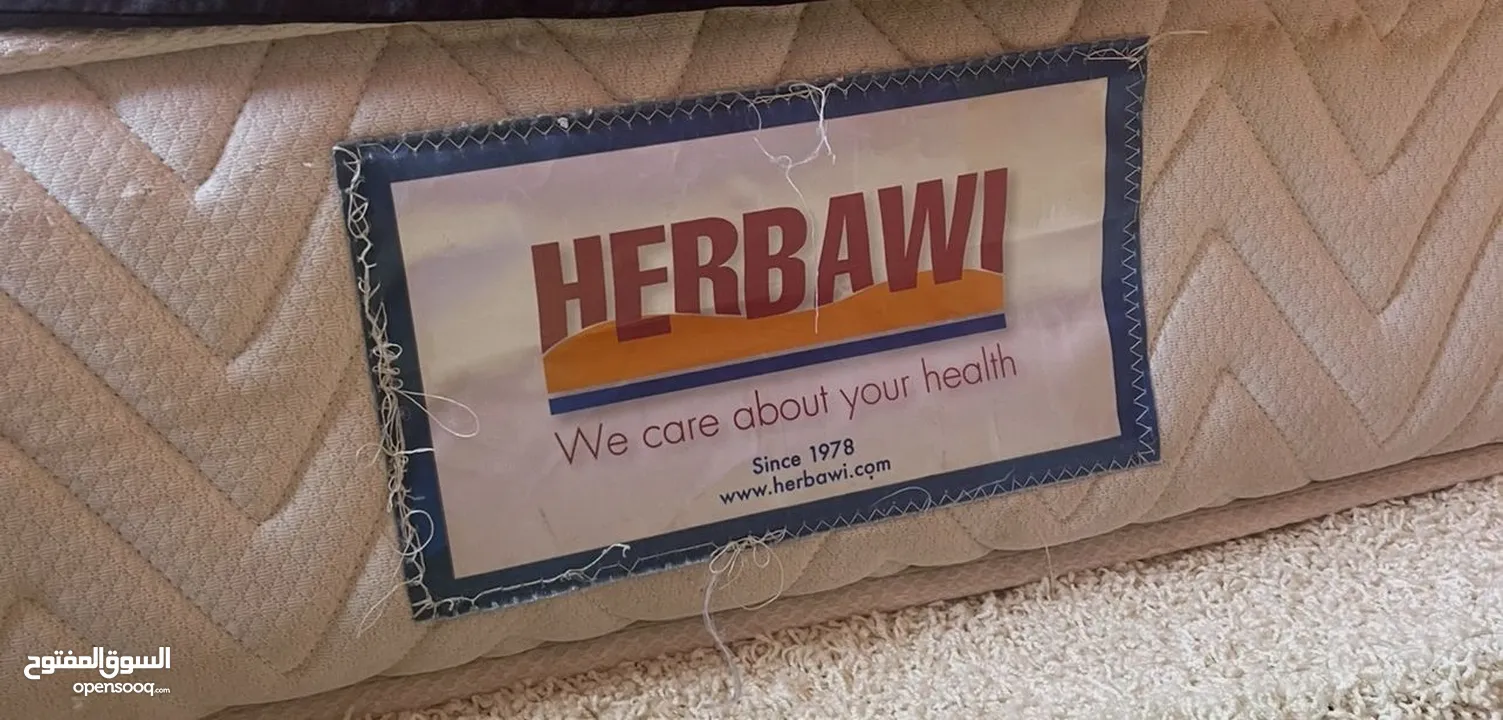 HERBAWI
We care about your health
Since 1978
www.herbawi.com
السوق المفتوح
opensooq.com